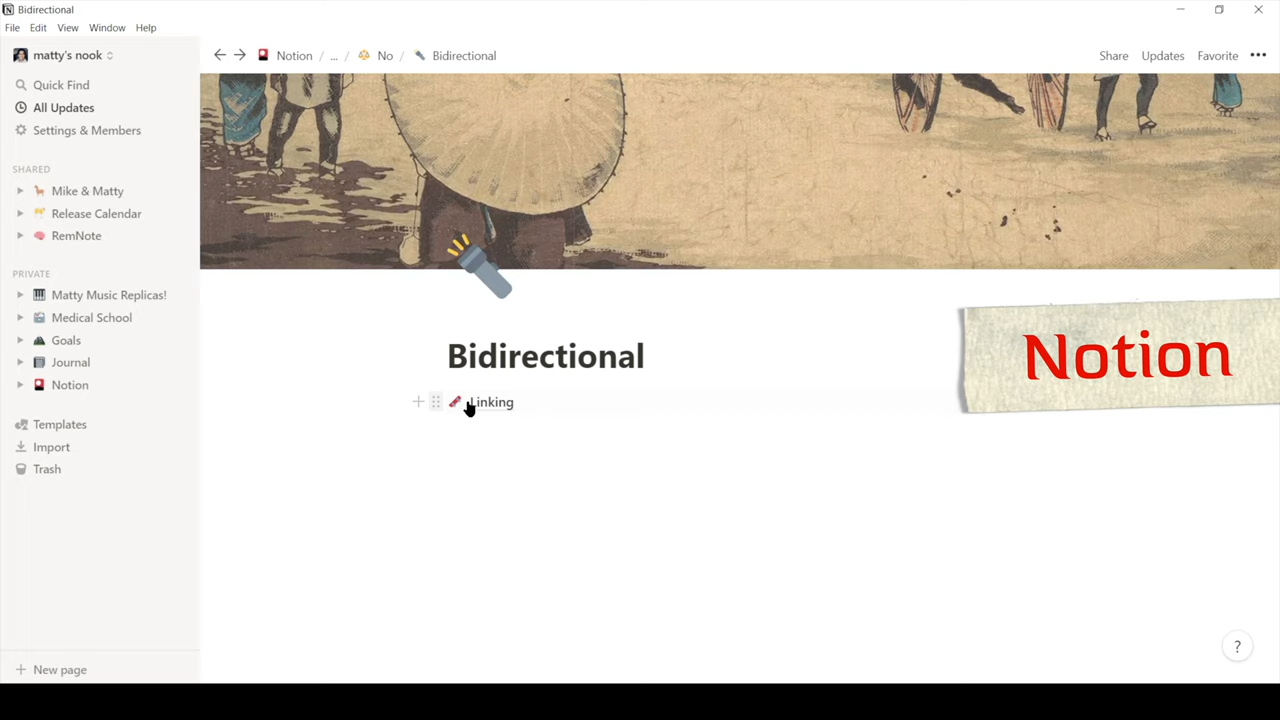 Bidirectional
File Edit View Window Help
matty's nook
Notion / ... / No / Bidirectional
Share Updates Favorite •••
Quick Find
All Updates
Settings & Members
SHARED
Mike & Matty
Release Calendar
RemNote
PRIVATE
Matty Music Replicas!
Medical School
Goals
Journal
Notion
Templates
Import
Trash
New page
Bidirectional
Linking
Notion
?